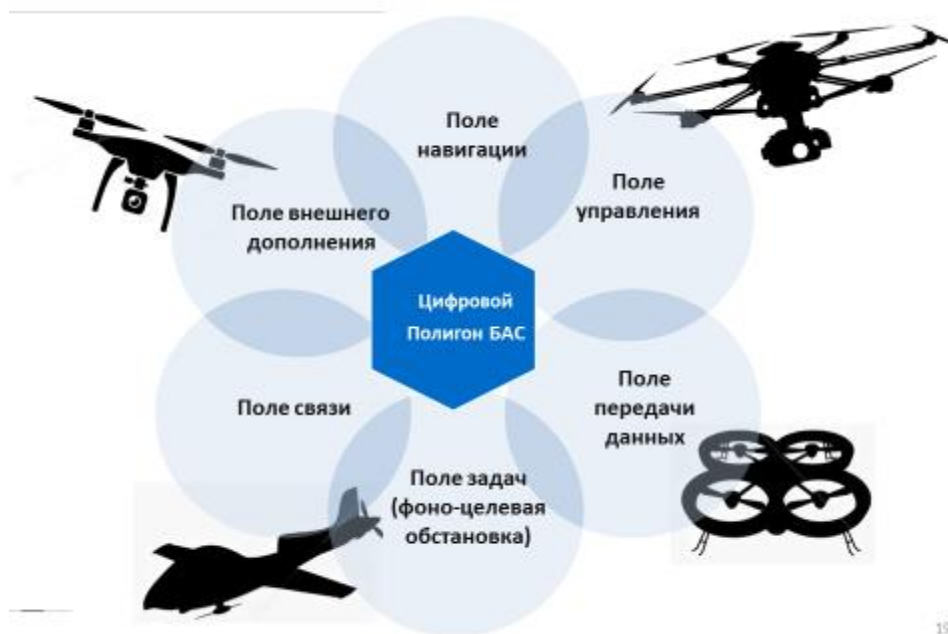 Поле
навигации
Поле
управления
Поле внешнего
дополнения
Цифровой
Полигон БАС
Поле связи
Поле
передачи
данных
Поле задач
(фоно-целевая
обстановка)